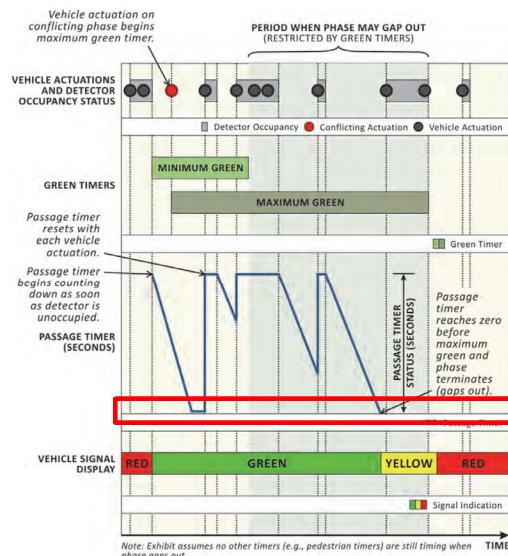 Vehicle actuation on
conflicting phase begins
maximum green timer.
PERIOD WHEN PHASE MAY GAP OUT
(RESTRICTED BY GREEN TIMERS)
VEHICLE ACTUATIONS
AND DETECTOR
OCCUPANCY STATUS
Detector Occupancy
Conflicting Actuation
Vehicle Actuation
GREEN TIMERS
MINIMUM GREEN
MAXIMUM GREEN
Green Timer
Passage timer
resets with
each vehicle
actuation.
Passage timer
begins counting
down as soon
as detector is
unoccupied.
PASSAGE TIMER
(SECONDS)
PASSAGE TIMER
STATUS (SECONDS)
Passage
timer
reaches zero
before
maximum
green and
phase
terminates
(gaps out).
Passage Timer
VEHICLE SIGNAL
DISPLAY
RED
GREEN
YELLOW
RED
Signal Indication
TIME
Note: Exhibit assumes no other timers (e.g., pedestrian timers) are still timing when
phase gaps out